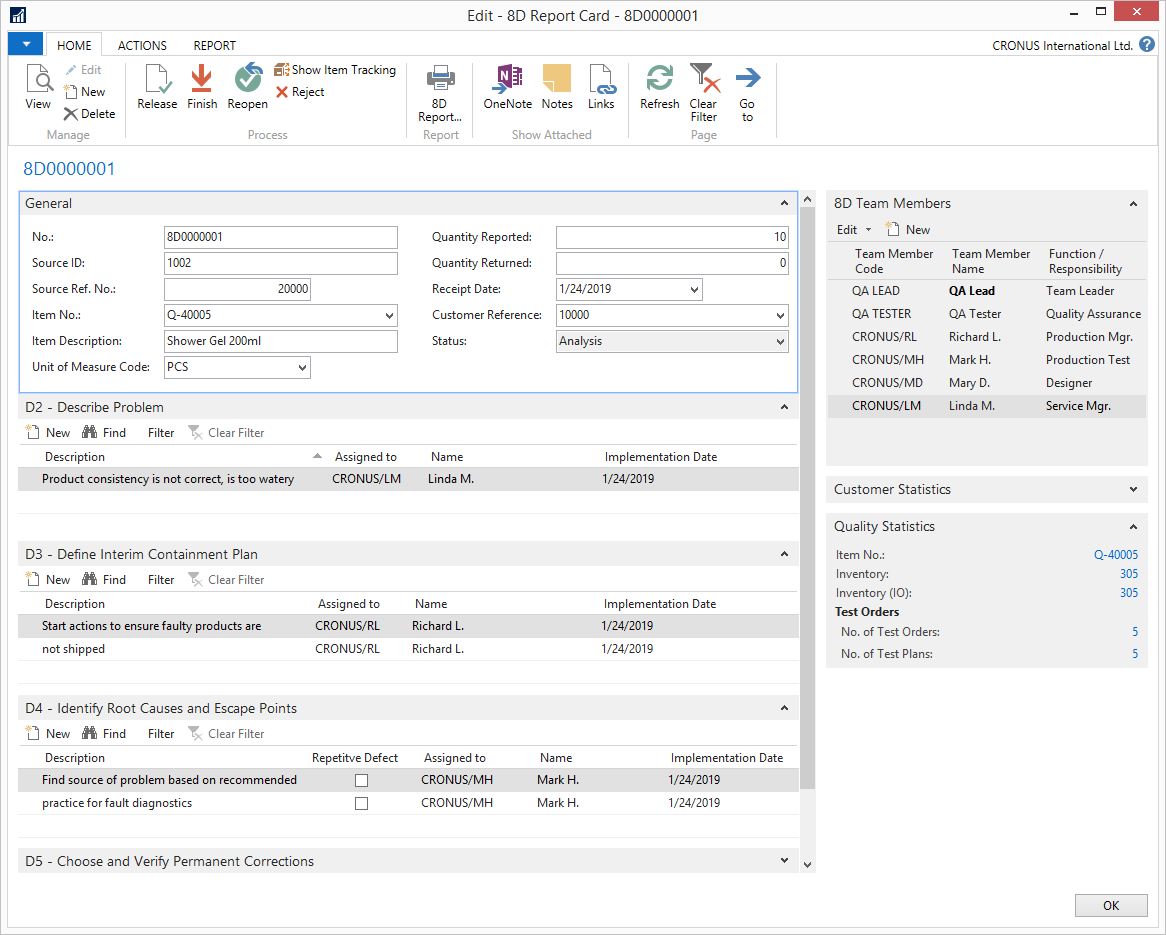 Edit - 8D Report Card - 8D0000001
HOME ACTIONS REPORT CRONUS International Ltd. ?
View Edit New Delete Release Finish Reopen Show Item Tracking Reject 8D Report... OneNote Notes Links Refresh Clear Filter Go to
Manage Process Report Show Attached Page
8D0000001
General
No.: 8D0000001 Quantity Reported: 10
Source ID: 1002 Quantity Returned: 0
Source Ref. No.: 20000 Receipt Date: 1/24/2019
Item No.: Q-40005 Customer Reference: 10000
Item Description: Shower Gel 200ml Status: Analysis
Unit of Measure Code: PCS
D2 - Describe Problem
New Find Filter Clear Filter
Description Assigned to Name Implementation Date
Product consistency is not correct, is too watery CRONUS/LM Linda M. 1/24/2019
D3 - Define Interim Containment Plan
New Find Filter Clear Filter
Description Assigned to Name Implementation Date
Start actions to ensure faulty products are CRONUS/RL Richard L. 1/24/2019
not shipped CRONUS/RL Richard L. 1/24/2019
D4 - Identify Root Causes and Escape Points
New Find Filter Clear Filter
Description Repetitve Defect Assigned to Name Implementation Date
Find source of problem based on recommended CRONUS/MH Mark H. 1/24/2019
practice for fault diagnostics CRONUS/MH Mark H. 1/24/2019
D5 - Choose and Verify Permanent Corrections
8D Team Members
Edit New
Team Member Code Team Member Name Function / Responsibility
QA LEAD QA Lead Team Leader
QA TESTER QA Tester Quality Assurance
CRONUS/RL Richard L. Production Mgr.
CRONUS/MH Mark H. Production Test
CRONUS/MD Mary D. Designer
CRONUS/LM Linda M. Service Mgr.
Customer Statistics
Quality Statistics
Item No.: Q-40005
Inventory: 305
Inventory (IO): 305
Test Orders
No. of Test Orders: 5
No. of Test Plans: 5
OK